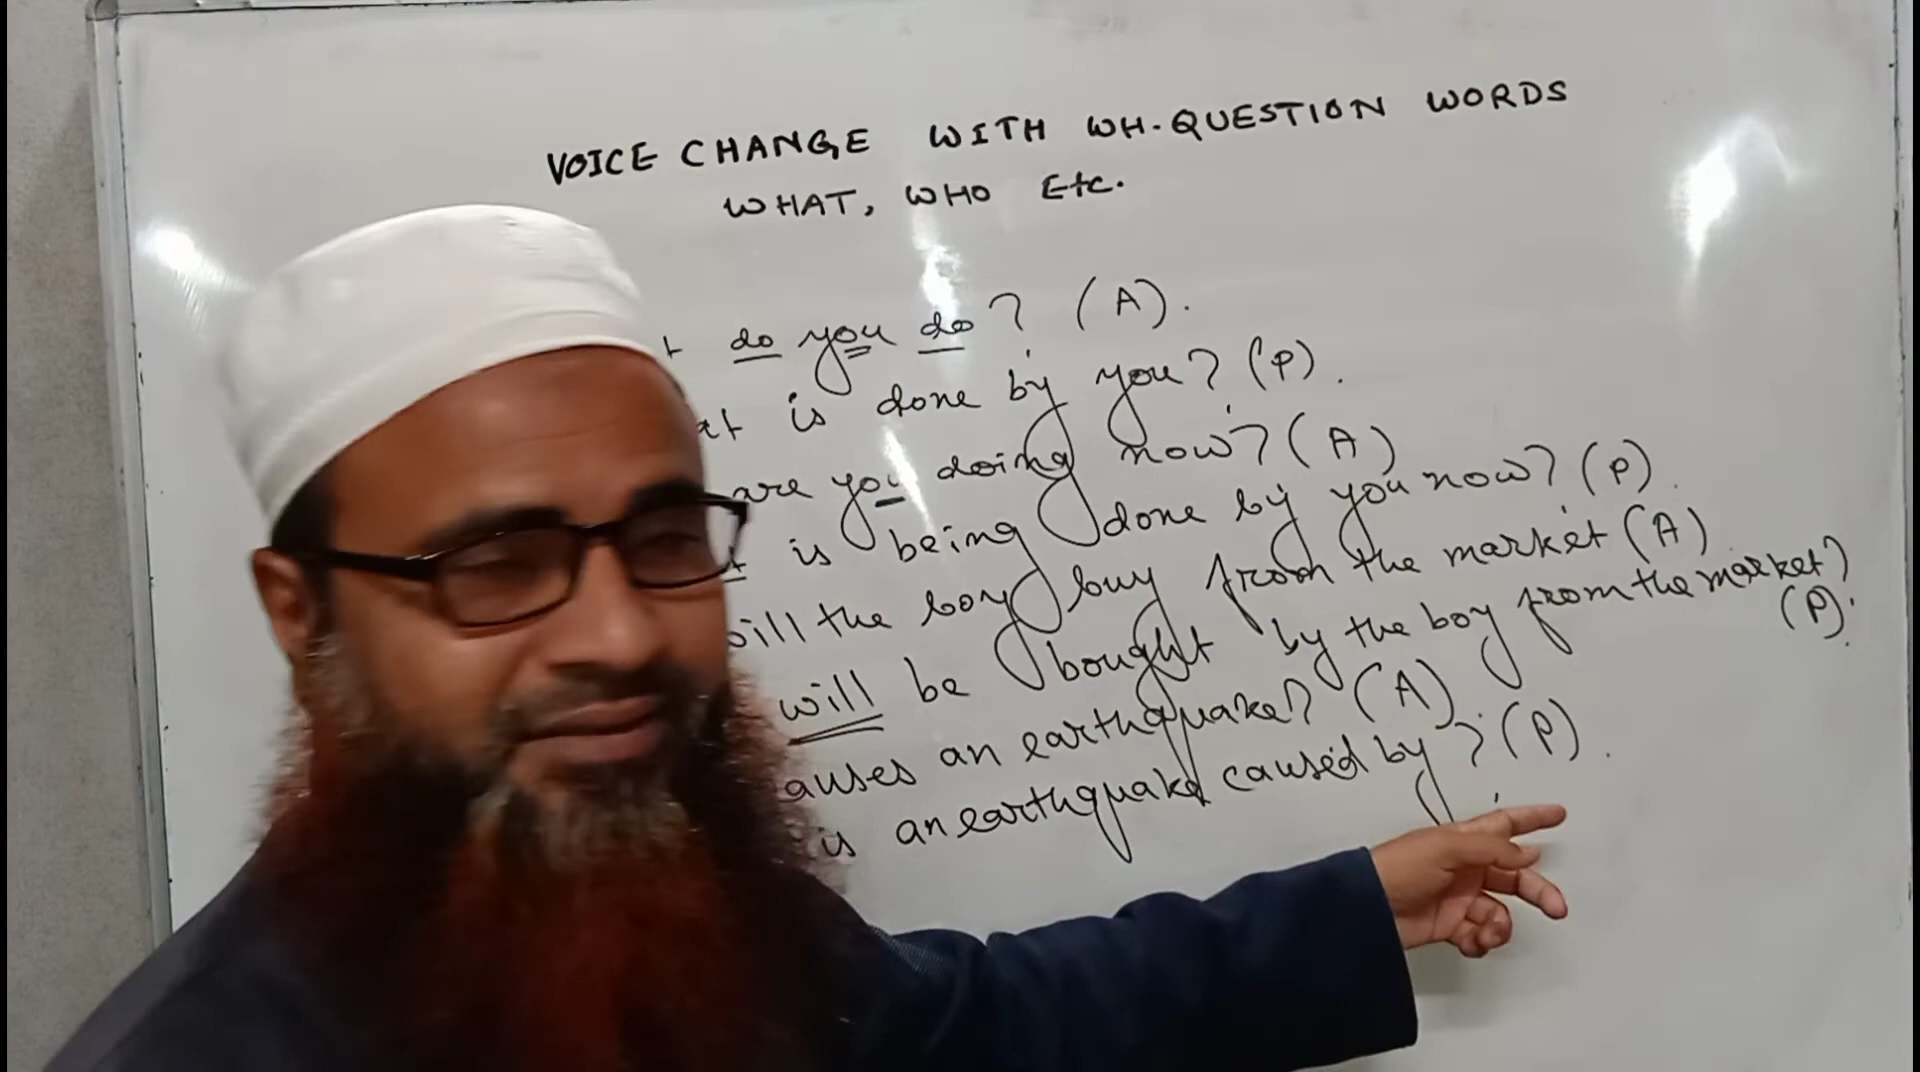 VOICE CHANGE WITH WH-QUESTION WORDS
WHAT, WHO Etc.
t do you do? (A).
at is done by you? (P).
are you doing now? (A)
t is being done by you now? (P).
will the boy buy from the market (A)
will be bought by the boy from the market?
(P).
auses an earthquake? (A)
is an earthquake caused by? (P).